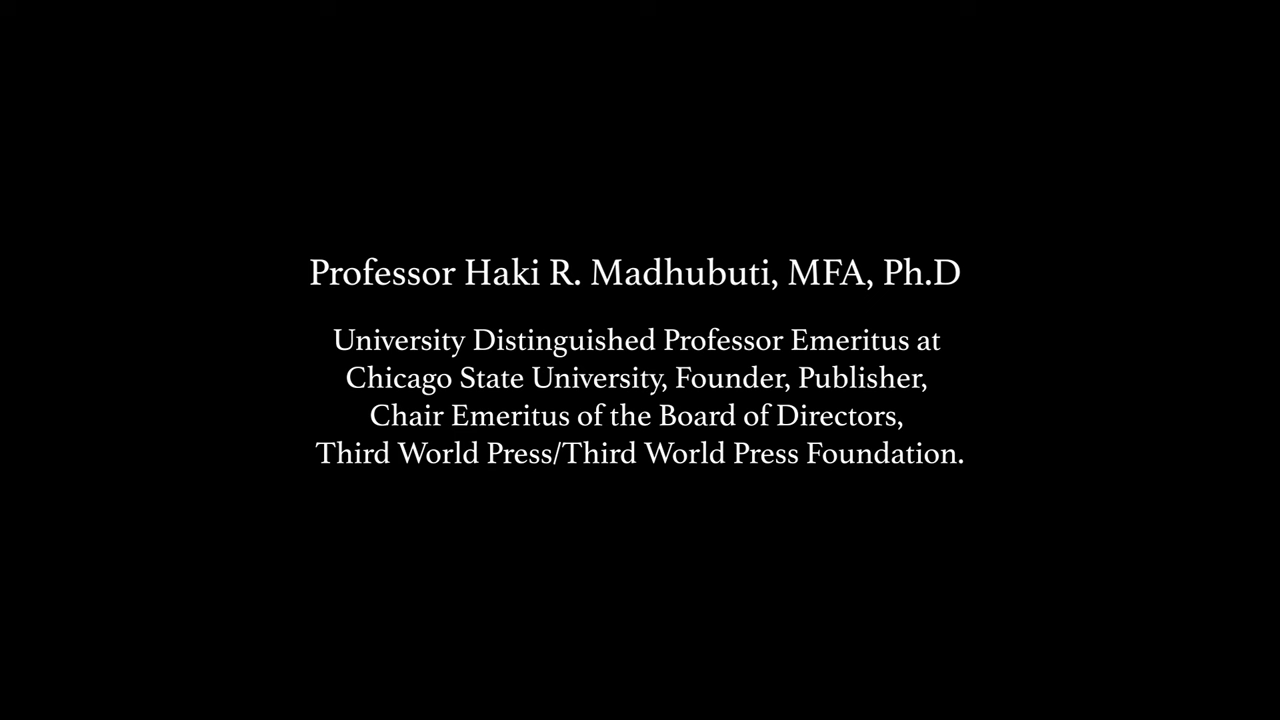 Professor Haki R. Madhubuti, MFA, Ph.D
University Distinguished Professor Emeritus at
Chicago State University, Founder, Publisher,
Chair Emeritus of the Board of Directors,
Third World Press/Third World Press Foundation.